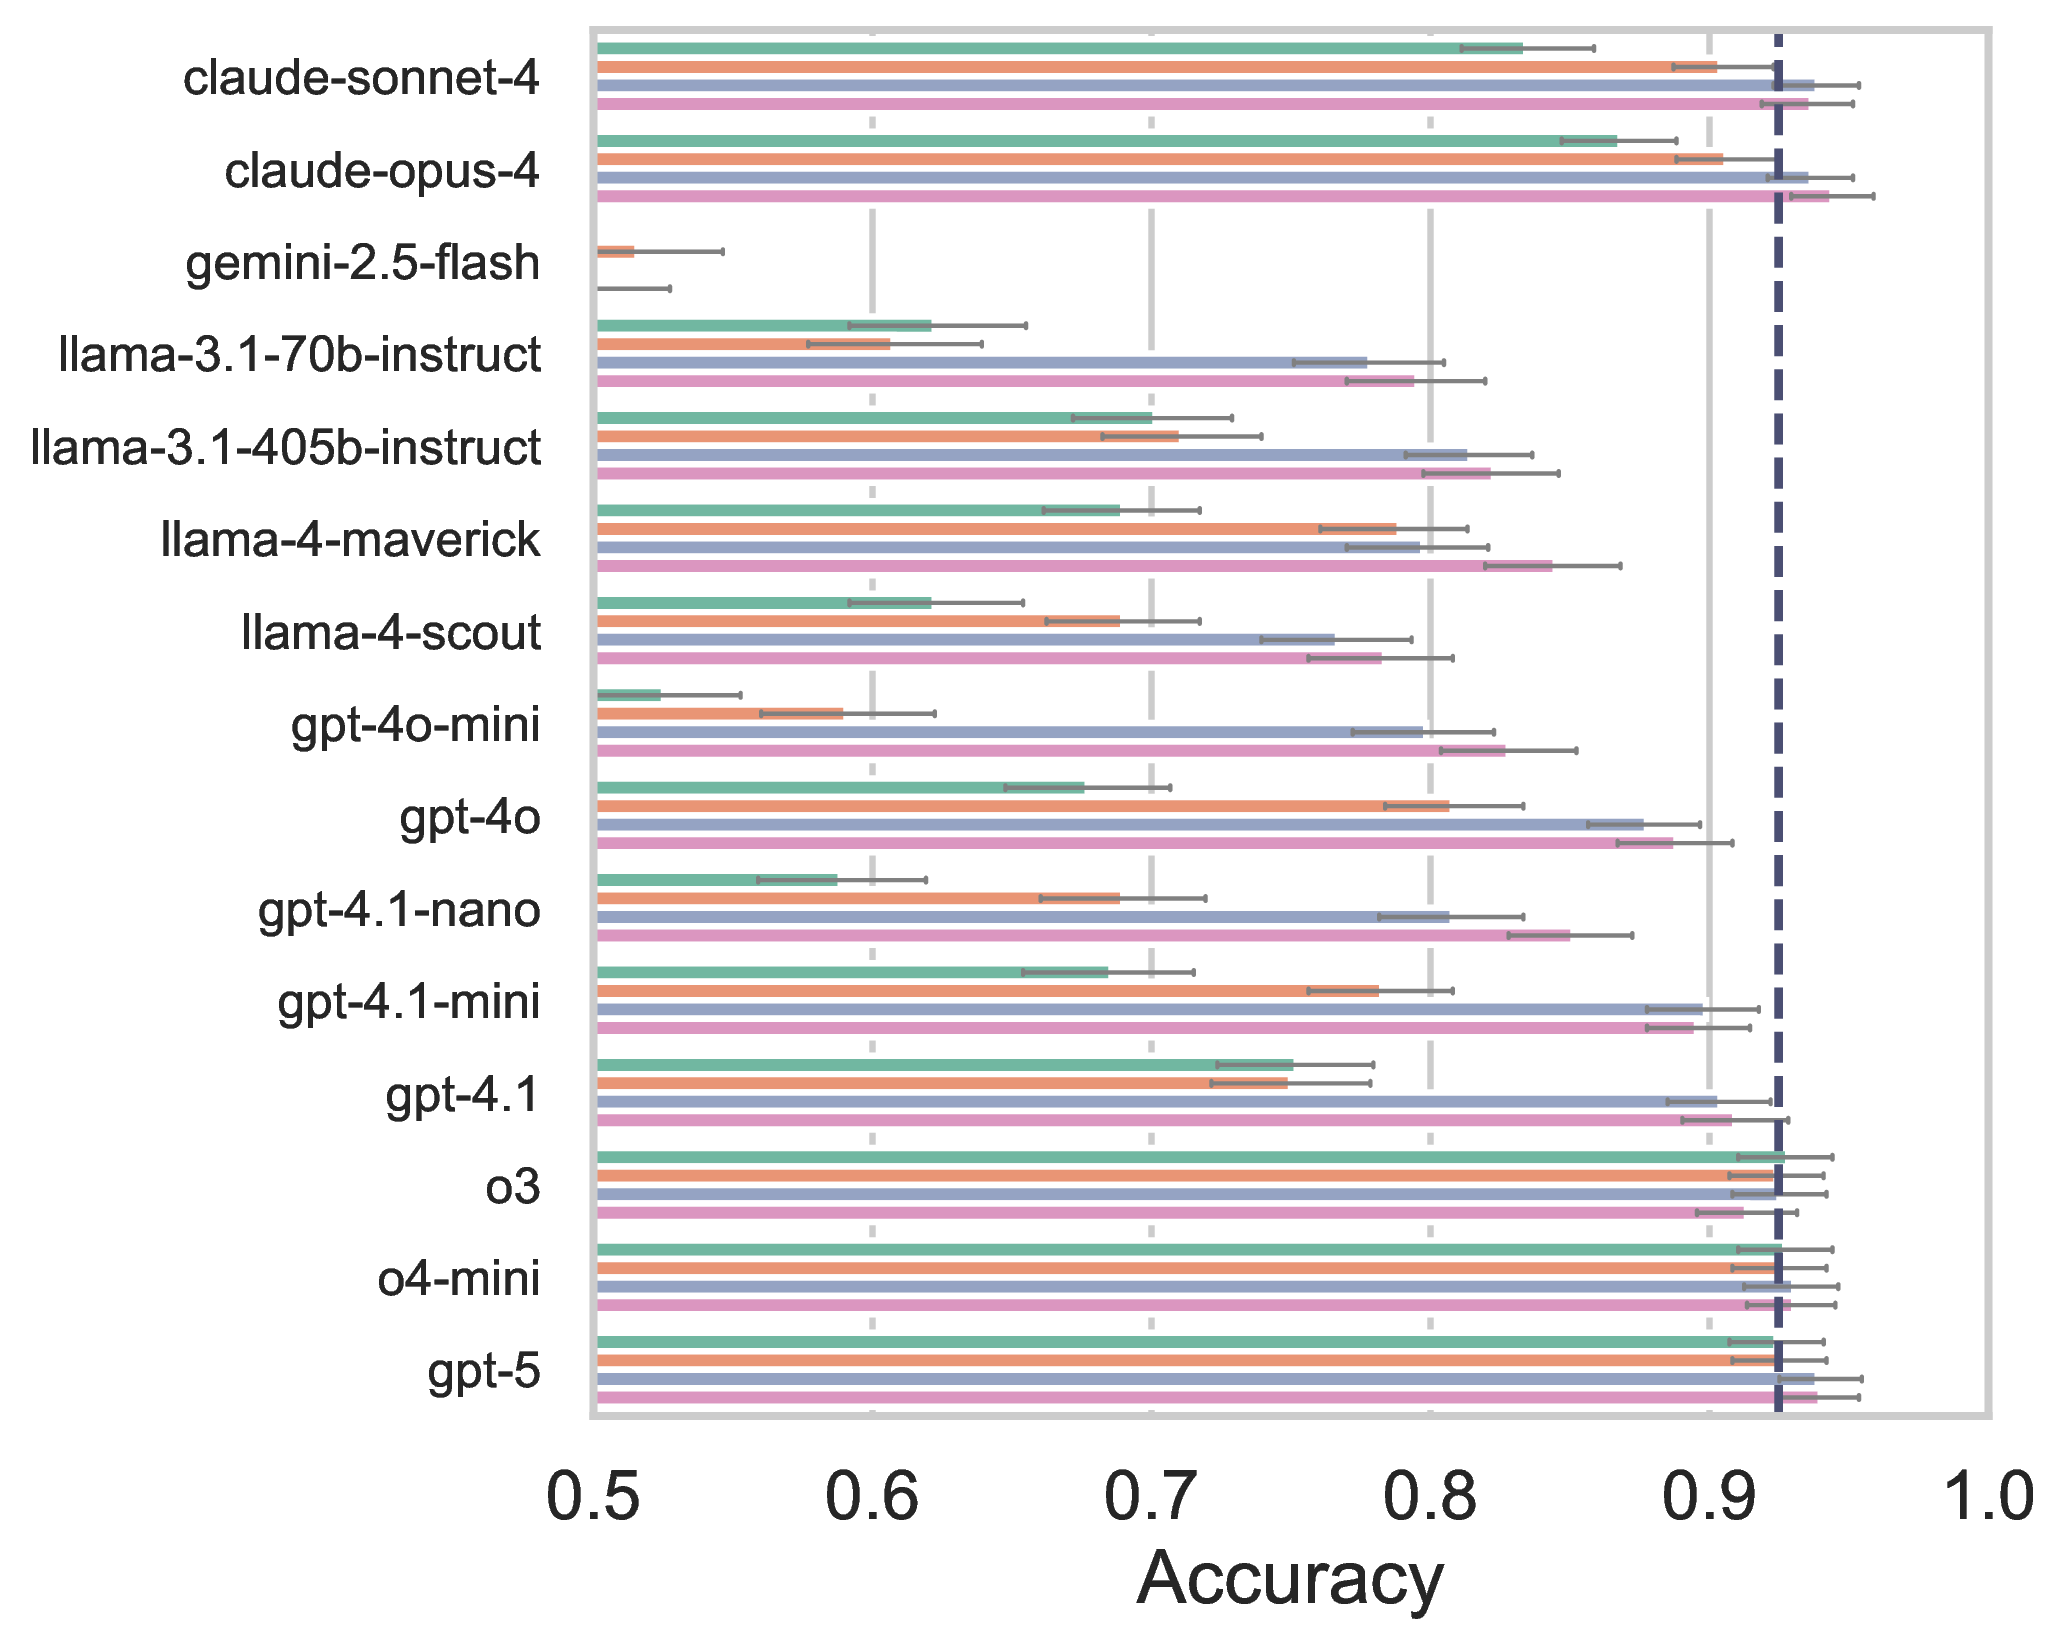 claude-sonnet-4
claude-opus-4
gemini-2.5-flash
llama-3.1-70b-instruct
llama-3.1-405b-instruct
llama-4-maverick
llama-4-scout
gpt-4o-mini
gpt-4o
gpt-4.1-nano
gpt-4.1-mini
gpt-4.1
o3
o4-mini
gpt-5
0.5 0.6 0.7 0.8 0.9 1.0
Accuracy